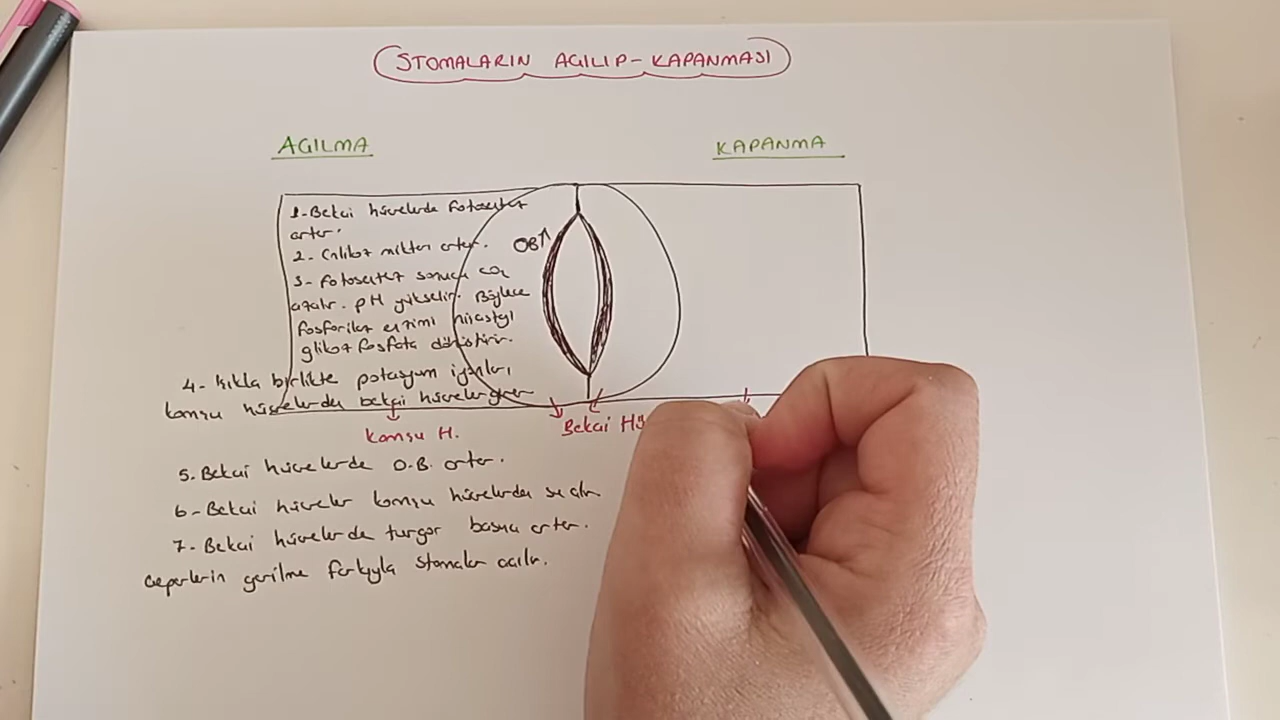 STOMALARIN AÇILIP-KAPANMASI
AÇILMA
KAPANMA
1-Bekçi hücrelerde fotosentez
artar.
2- Glikoz miktarı artar.
OB↑
3- Fotosentez sonucu CO₂
azalır. pH yükselir. Böylece
fosforilaz enzimi nişastayı
glikoz fosfata dönüştürür.
4- Işıkla birlikte potasyum iyonları
komşu hücrelerden bekçi hücrelere girer
Komşu H.
Bekçi Hü
5. Bekçi hücrelerde O.B. artar.
6- Bekçi hücreler komşu hücrelerden su alır
7- Bekçi hücrelerde turgor basıncı artar.
Çeperlerin gerilme farkıyla stomalar açılır.